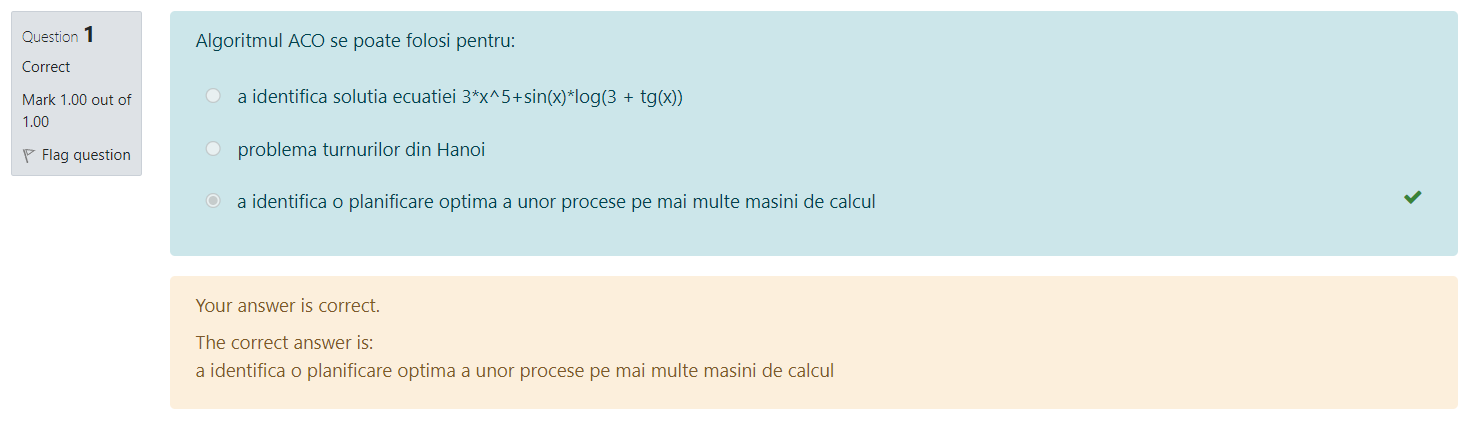 Question 1
Correct
Mark 1.00 out of
1.00
Flag question
Algoritmul ACO se poate folosi pentru:
a identifica solutia ecuatiei 3*x^5+sin(x)*log(3 + tg(x))
problema turnurilor din Hanoi
a identifica o planificare optima a unor procese pe mai multe masini de calcul
Your answer is correct.
The correct answer is:
a identifica o planificare optima a unor procese pe mai multe masini de calcul